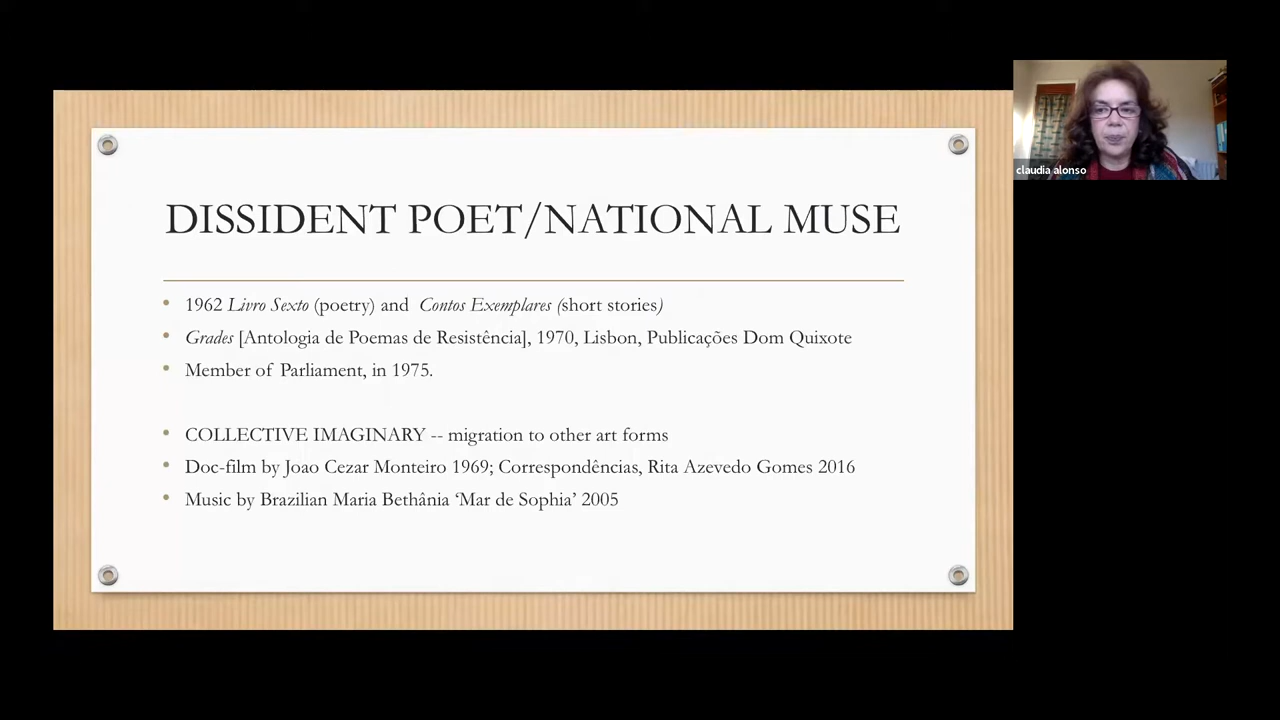 DISSIDENT POET/NATIONAL MUSE
1962 Livro Sexto (poetry) and Contos Exemplares (short stories)
Grades [Antologia de Poemas de Resistência], 1970, Lisbon, Publicações Dom Quixote
Member of Parliament, in 1975.
COLLECTIVE IMAGINARY -- migration to other art forms
Doc-film by Joao Cezar Monteiro 1969; Correspondências, Rita Azevedo Gomes 2016
Music by Brazilian Maria Bethânia ‘Mar de Sophia’ 2005
claudia alonso